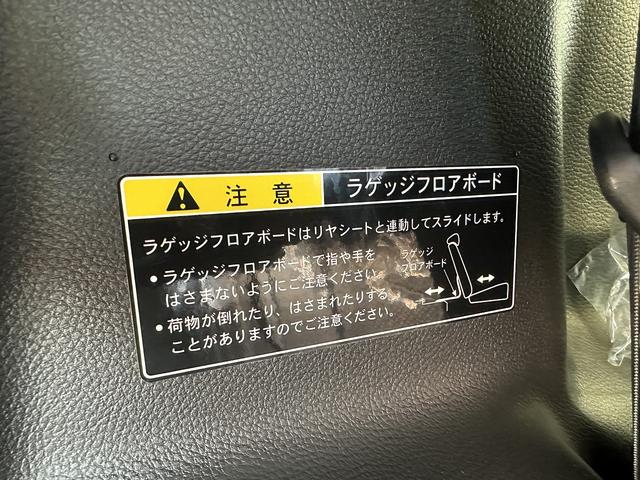 注意 ラゲッジフロアボード
ラゲッジフロアボードはリヤシートと連動してスライドします。
●ラゲッジフロアボードで指や手を
はさまないようにご注意ください。
●荷物が倒れたり、はさまれたりする
ことがありますのでご注意ください。
ラゲッジ
フロアボード